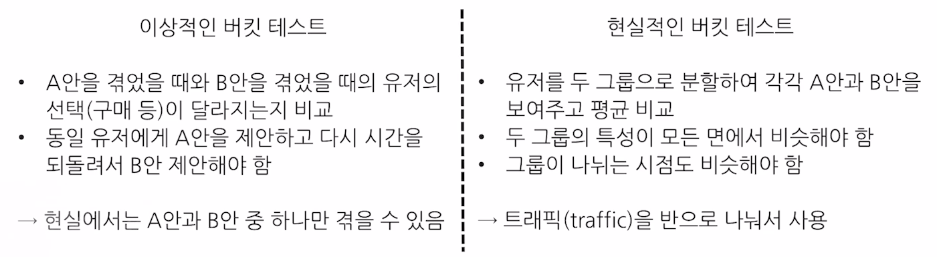 이상적인 버킷 테스트
• A안을 겪었을 때와 B안을 겪었을 때의 유저의
선택(구매 등)이 달라지는지 비교
• 동일 유저에게 A안을 제안하고 다시 시간을
되돌려서 B안 제안해야 함
→ 현실에서는 A안과 B안 중 하나만 겪을 수 있음
현실적인 버킷 테스트
• 유저를 두 그룹으로 분할하여 각각 A안과 B안을
보여주고 평균 비교
• 두 그룹의 특성이 모든 면에서 비슷해야 함
• 그룹이 나뉘는 시점도 비슷해야 함
→ 트래픽(traffic)을 반으로 나눠서 사용